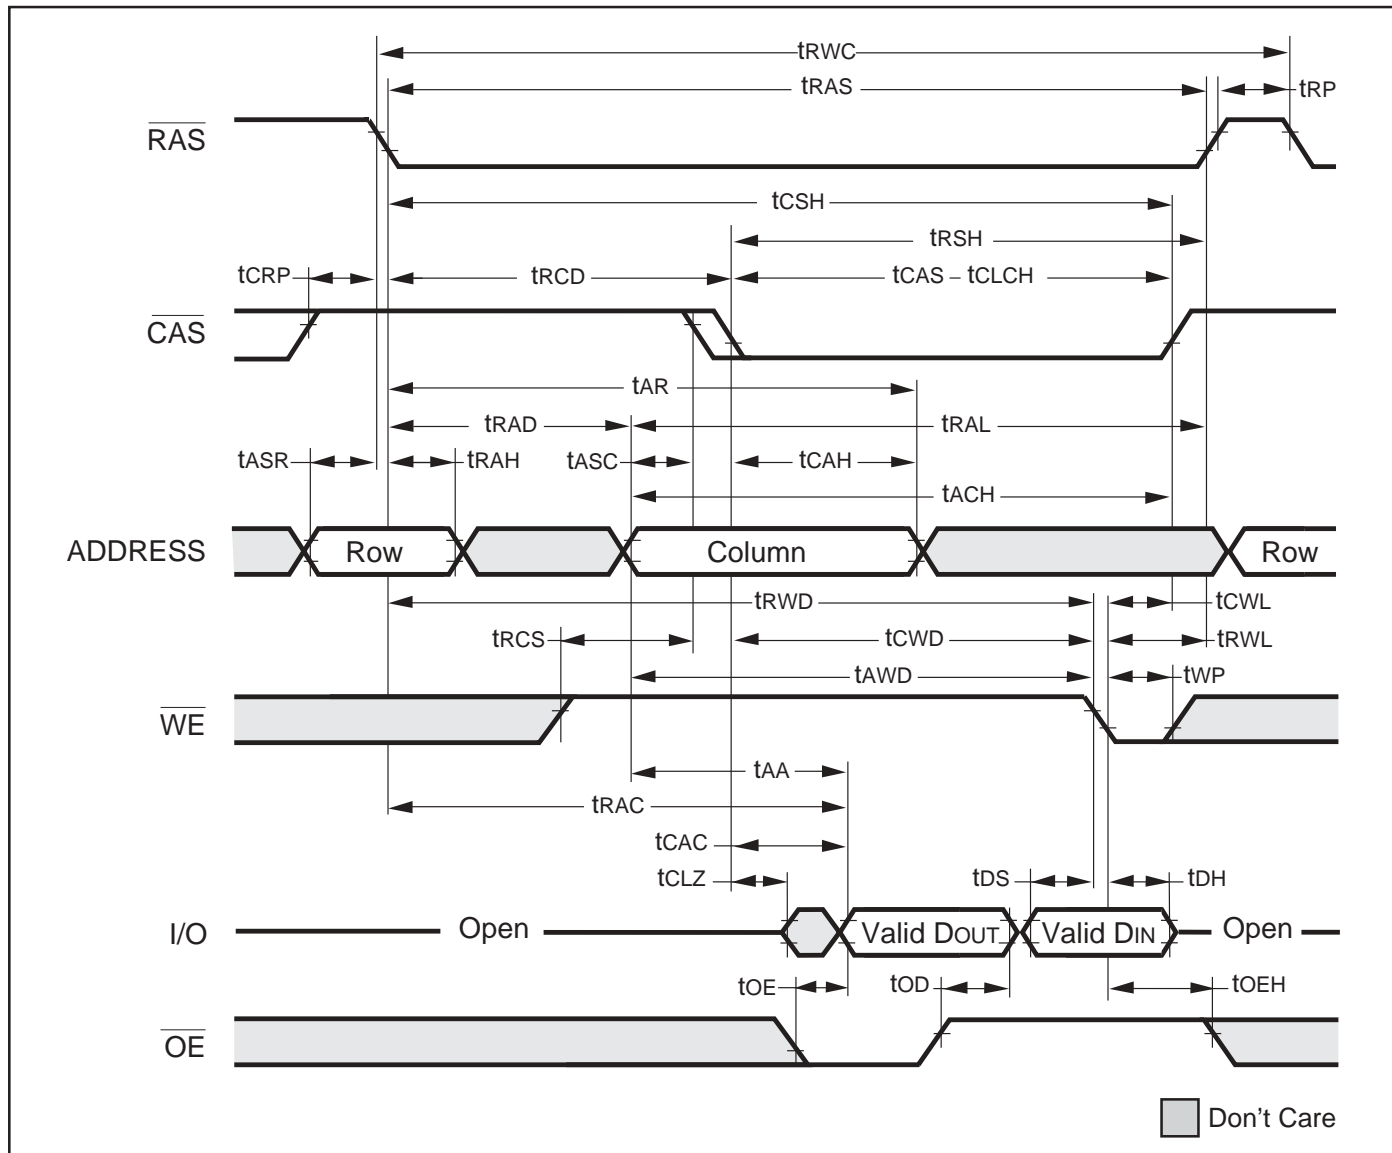 tRWC
tRAS
tRP
RAS
tCSH
tRSH
tCRP
tRCD
tCAS – tCLCH
CAS
tAR
tRAD
tRAL
tASR
tRAH
tASC
tCAH
tACH
ADDRESS
Row
Column
Row
tRWD
tCWL
tRCS
tCWD
tRWL
tAWD
tWP
WE
tAA
tRAC
tCAC
tCLZ
tDS
tDH
I/O
Open
Valid DOUT
Valid DIN
Open
tOE
tOD
tOEH
OE
Don't Care